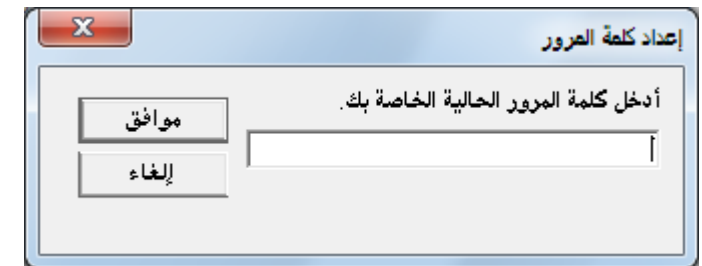 إعداد كلمة المرور
أدخل كلمة المرور الحالية الخاصة بك.
موافق
إلغاء